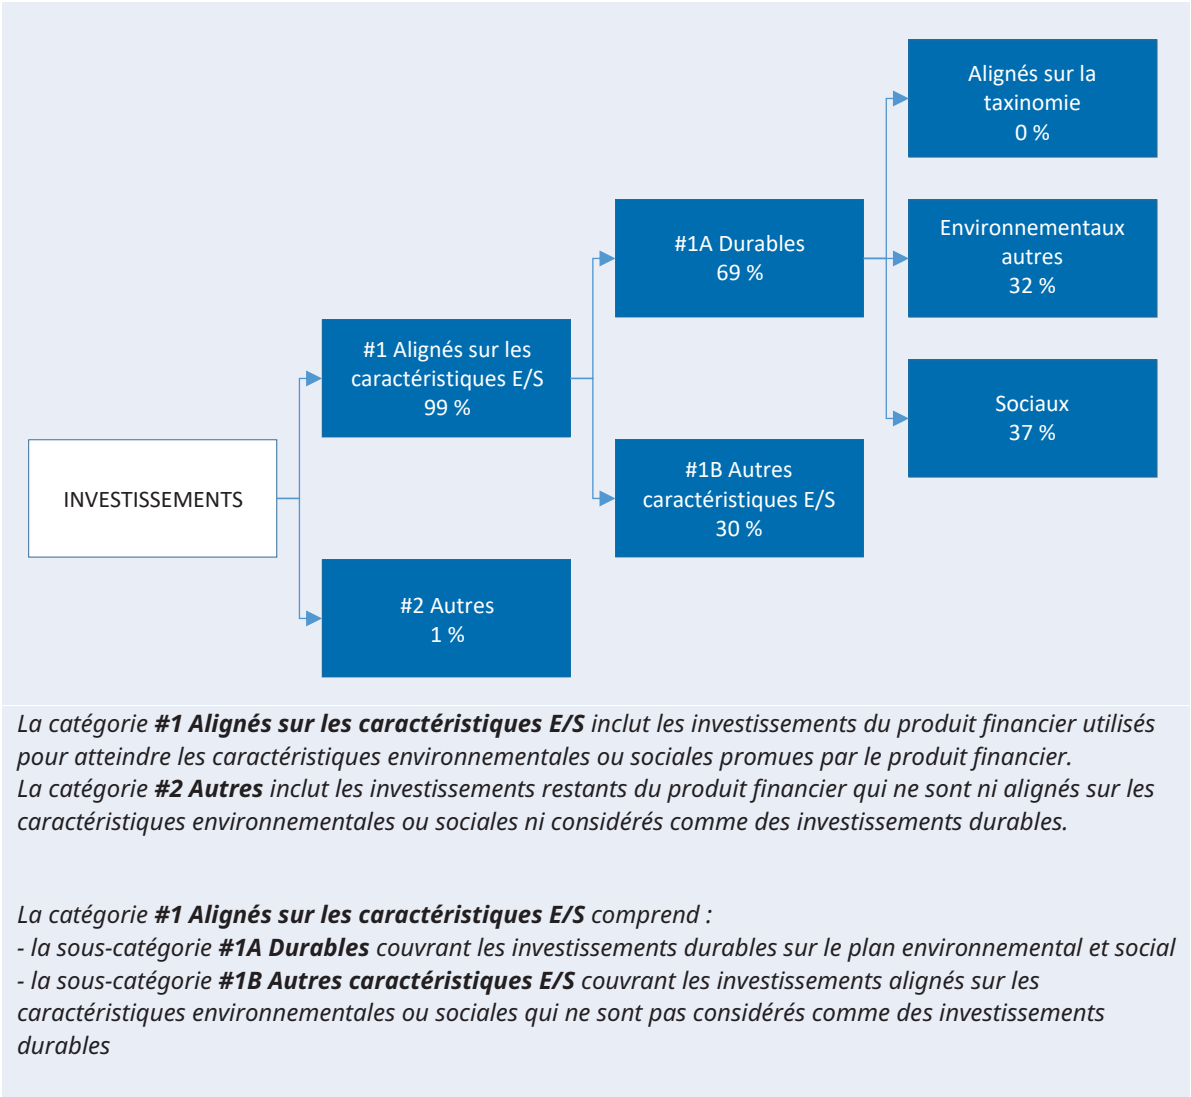 INVESTISSEMENTS
#1 Alignés sur les
caractéristiques E/S
99 %
#2 Autres
1 %
#1A Durables
69 %
#1B Autres
caractéristiques E/S
30 %
Alignés sur la
taxinomie
0 %
Environnementaux
autres
32 %
Sociaux
37 %
La catégorie #1 Alignés sur les caractéristiques E/S inclut les investissements du produit financier utilisés
pour atteindre les caractéristiques environnementales ou sociales promues par le produit financier.
La catégorie #2 Autres inclut les investissements restants du produit financier qui ne sont ni alignés sur les
caractéristiques environnementales ou sociales ni considérés comme des investissements durables.
La catégorie #1 Alignés sur les caractéristiques E/S comprend :
- la sous-catégorie #1A Durables couvrant les investissements durables sur le plan environnemental et social
- la sous-catégorie #1B Autres caractéristiques E/S couvrant les investissements alignés sur les
caractéristiques environnementales ou sociales qui ne sont pas considérés comme des investissements
durables